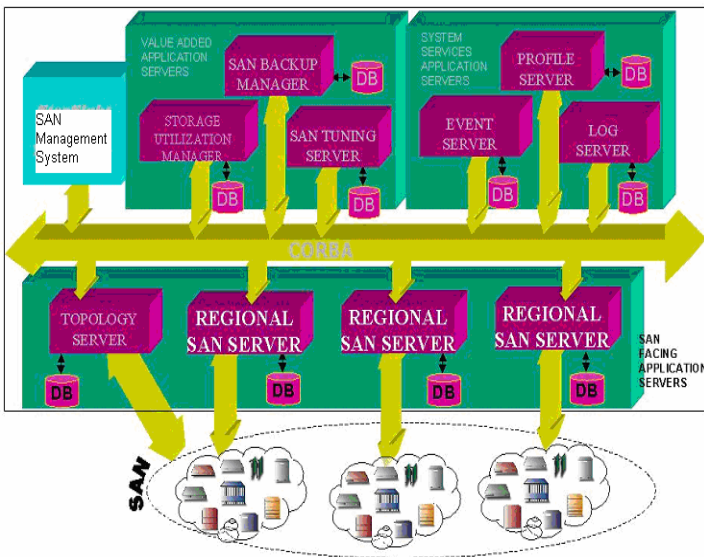 VALUE ADDED
APPLICATION
SERVERS
SAN BACKUP
MANAGER
DB
STORAGE
UTILIZATION
MANAGER
DB
SAN TUNING
SERVER
DB
SYSTEM
SERVICES
APPLICATION
SERVERS
PROFILE
SERVER
DB
EVENT
SERVER
DB
LOG
SERVER
DB
SAN
Management
System
CORBA
TOPOLOGY
SERVER
DB
REGIONAL
SAN SERVER
DB
REGIONAL
SAN SERVER
DB
REGIONAL
SAN SERVER
DB
SAN
FACING
APPLICATION
SERVERS
SAN